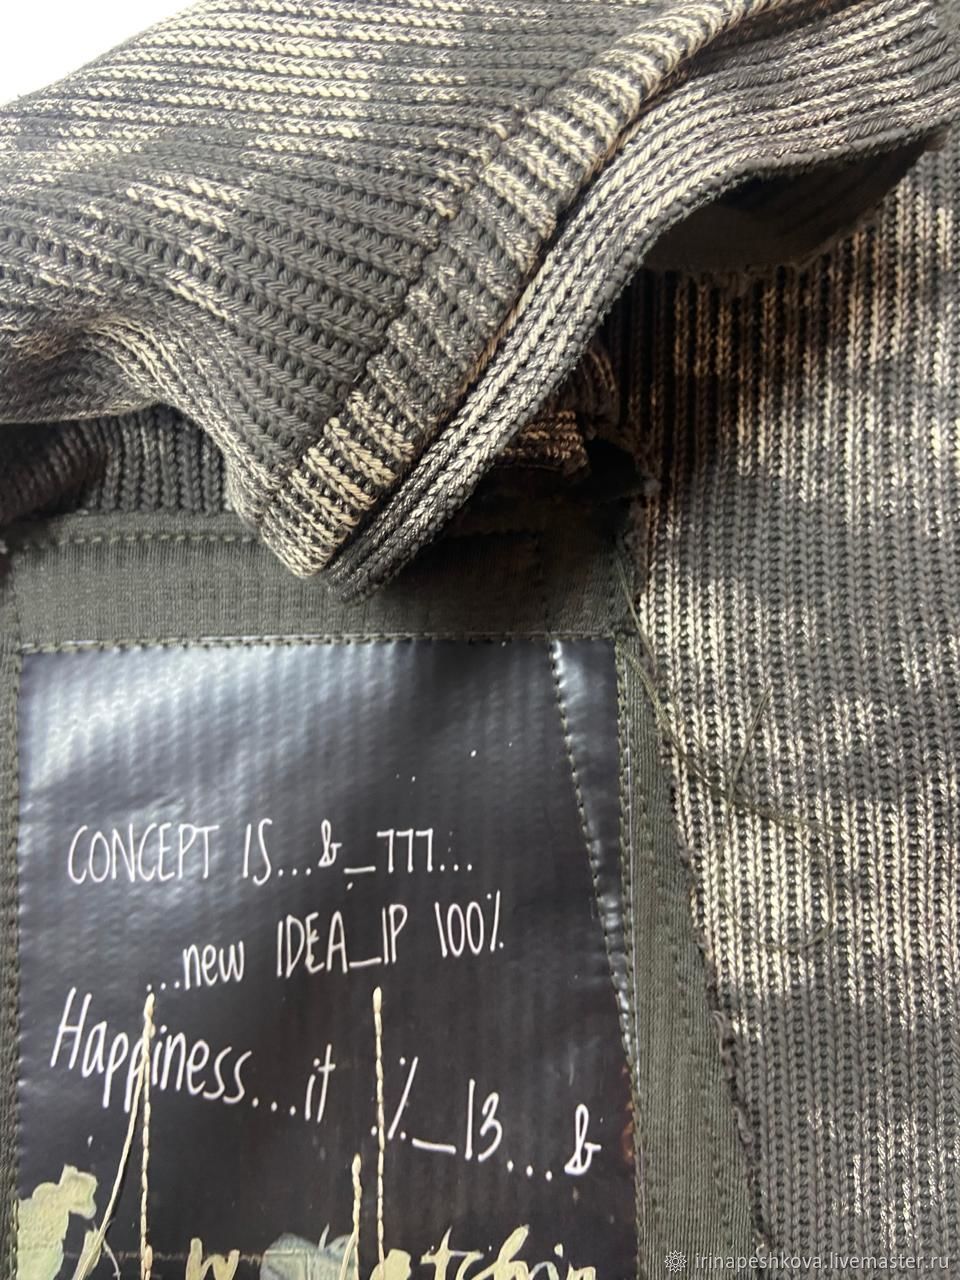 CONCEPT IS...&_777...
...new IDEA_IP 100%
Happiness...it %_13...&
irinapeshkova.livemaster.ru